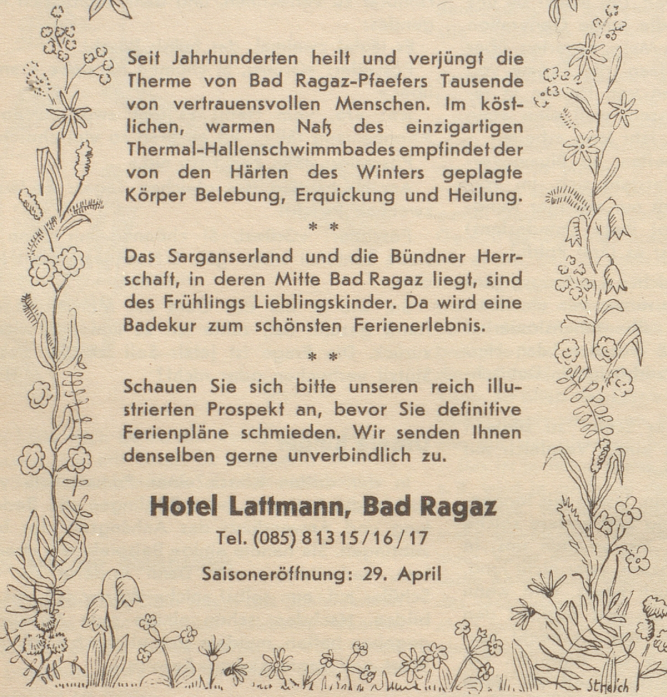 Seit Jahrhunderten heilt und verjüngt die
Therme von Bad Ragaz-Pfaefers Tausende
von vertrauensvollen Menschen. Im köst-
lichen, warmen Naß des einzigartigen
Thermal-Hallenschwimmbades empfindet der
von den Härten des Winters geplagte
Körper Belebung, Erquickung und Heilung.
* *
Das Sarganserland und die Bündner Herr-
schaft, in deren Mitte Bad Ragaz liegt, sind
des Frühlings Lieblingskinder. Da wird eine
Badekur zum schönsten Ferienerlebnis.
* *
Schauen Sie sich bitte unseren reich illu-
strierten Prospekt an, bevor Sie definitive
Ferienpläne schmieden. Wir senden Ihnen
denselben gerne unverbindlich zu.
Hotel Lattmann, Bad Ragaz
Tel. (085) 8 13 15 / 16 / 17
Saisoneröffnung: 29. April
Streich